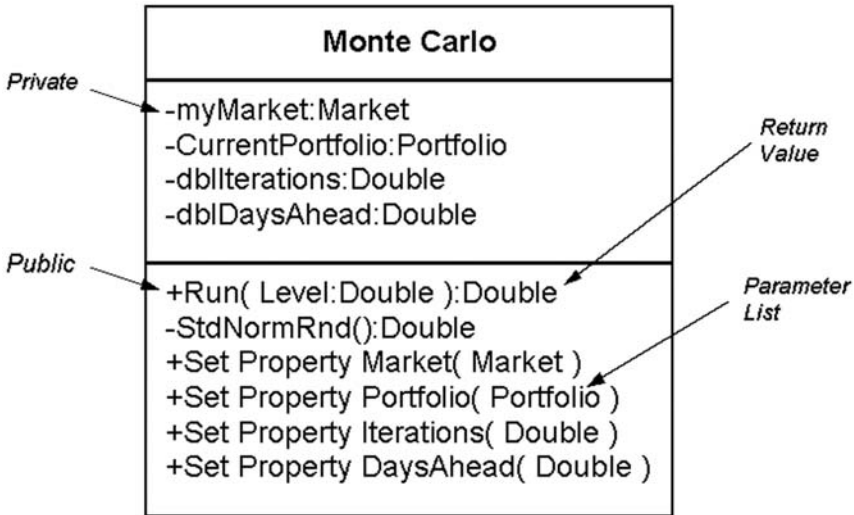 Monte Carlo
Private
-myMarket:Market
-CurrentPortfolio:Portfolio
-dblIterations:Double
-dblDaysAhead:Double
Return
Value
Public
+Run( Level:Double ):Double
-StdNormRnd():Double
+Set Property Market( Market )
+Set Property Portfolio( Portfolio )
+Set Property Iterations( Double )
+Set Property DaysAhead( Double )
Parameter
List